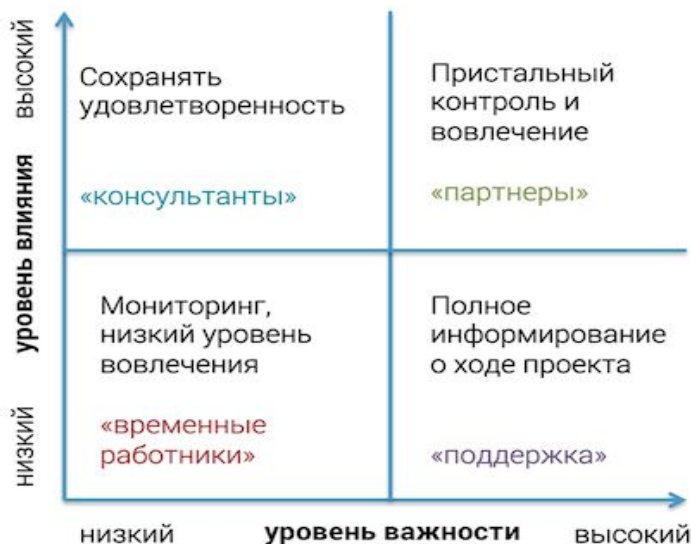 высокий
уровень влияния
низкий
Сохранять
удовлетворенность
«консультанты»
Пристальный
контроль и
вовлечение
«партнеры»
Мониторинг,
низкий уровень
вовлечения
«временные
работники»
Полное
информирование
о ходе проекта
«поддержка»
низкий
уровень важности
высокий